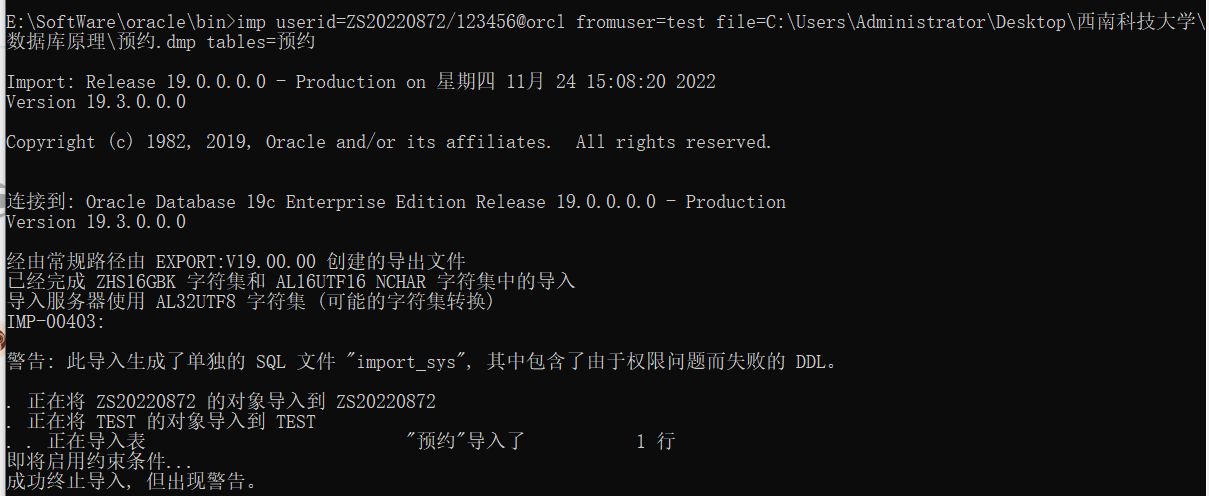 E:\SoftWare\oracle\bin>imp userid=ZS20220872/123456@orcl fromuser=test file=C:\Users\Administrator\Desktop\西南科技大学\
数据库原理\预约.dmp tables=预约
Import: Release 19.0.0.0.0 - Production on 星期四 11月 24 15:08:20 2022
Version 19.3.0.0.0
Copyright (c) 1982, 2019, Oracle and/or its affiliates.  All rights reserved.
连接到: Oracle Database 19c Enterprise Edition Release 19.0.0.0.0 - Production
Version 19.3.0.0.0
经由常规路径由 EXPORT:V19.00.00 创建的导出文件
已经完成 ZHS16GBK 字符集和 AL16UTF16 NCHAR 字符集中的导入
导入服务器使用 AL32UTF8 字符集 (可能的字符集转换)
IMP-00403:
警告: 此导入生成了单独的 SQL 文件 "import_sys", 其中包含了由于权限问题而失败的 DDL。
. 正在将 ZS20220872 的对象导入到 ZS20220872
. 正在将 TEST 的对象导入到 TEST
. . 正在导入表                          "预约"导入了           1 行
即将启用约束条件...
成功终止导入, 但出现警告。